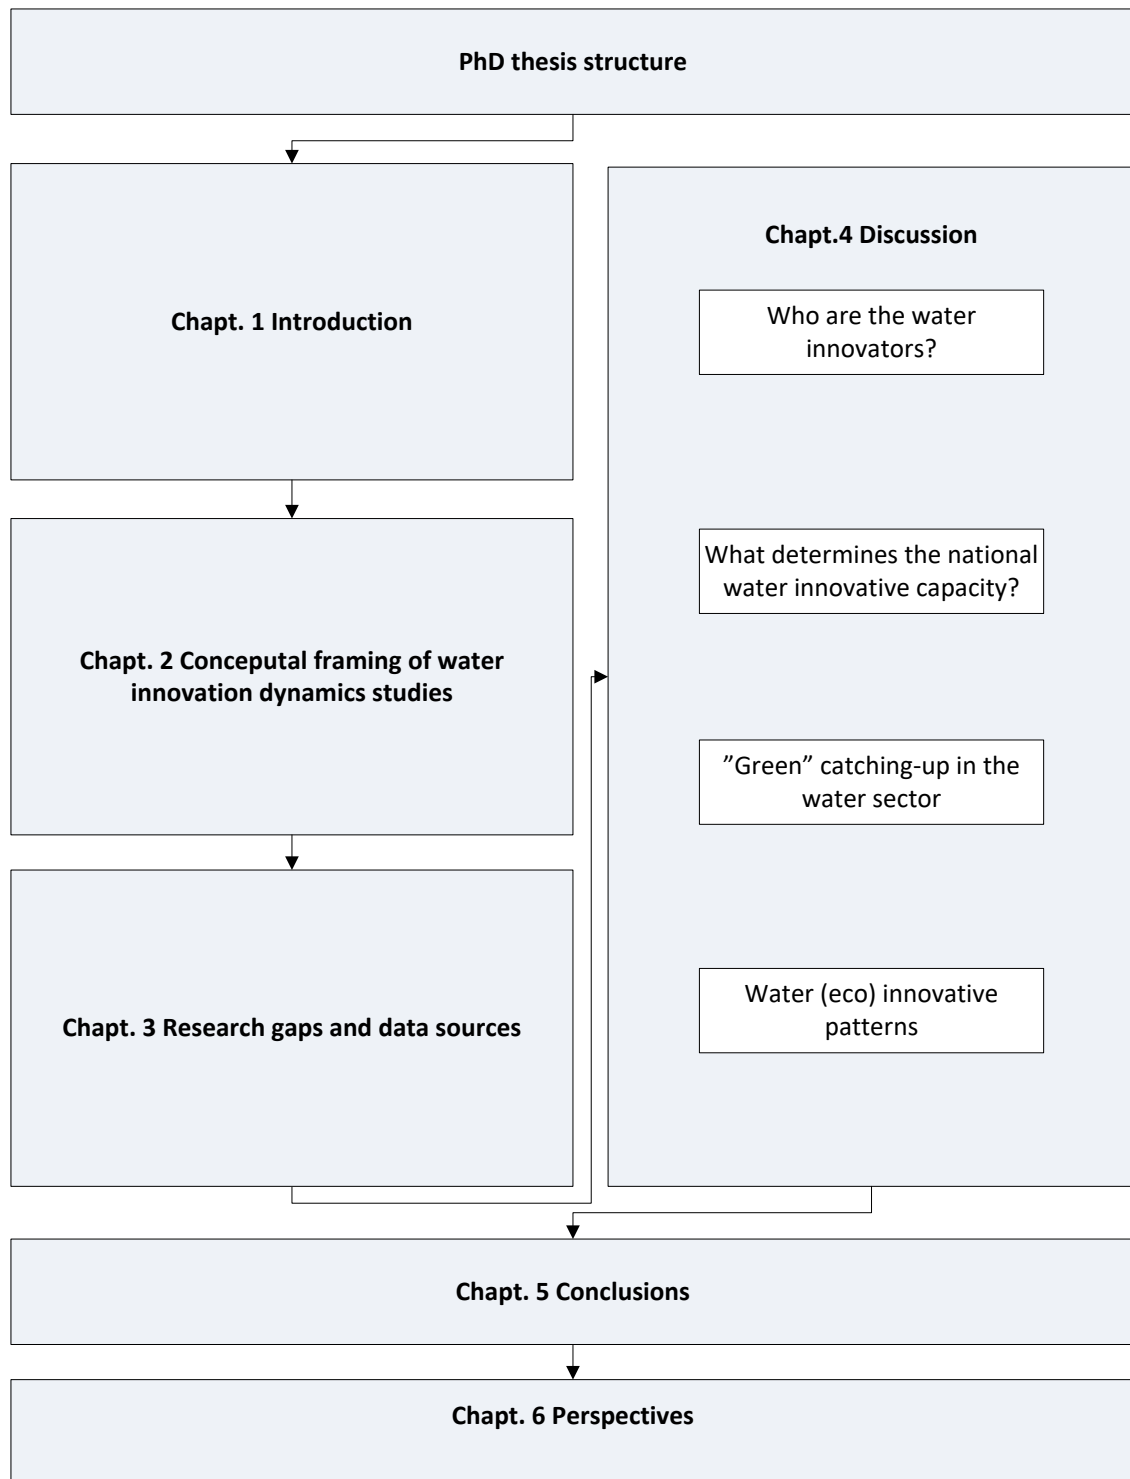 PhD thesis structure
Chapt. 1 Introduction
Chapt. 2 Conceputal framing of water
innovation dynamics studies
Chapt. 3 Research gaps and data sources
Chapt.4 Discussion
Who are the water
innovators?
What determines the national
water innovative capacity?
”Green” catching-up in the
water sector
Water (eco) innovative
patterns
Chapt. 5 Conclusions
Chapt. 6 Perspectives